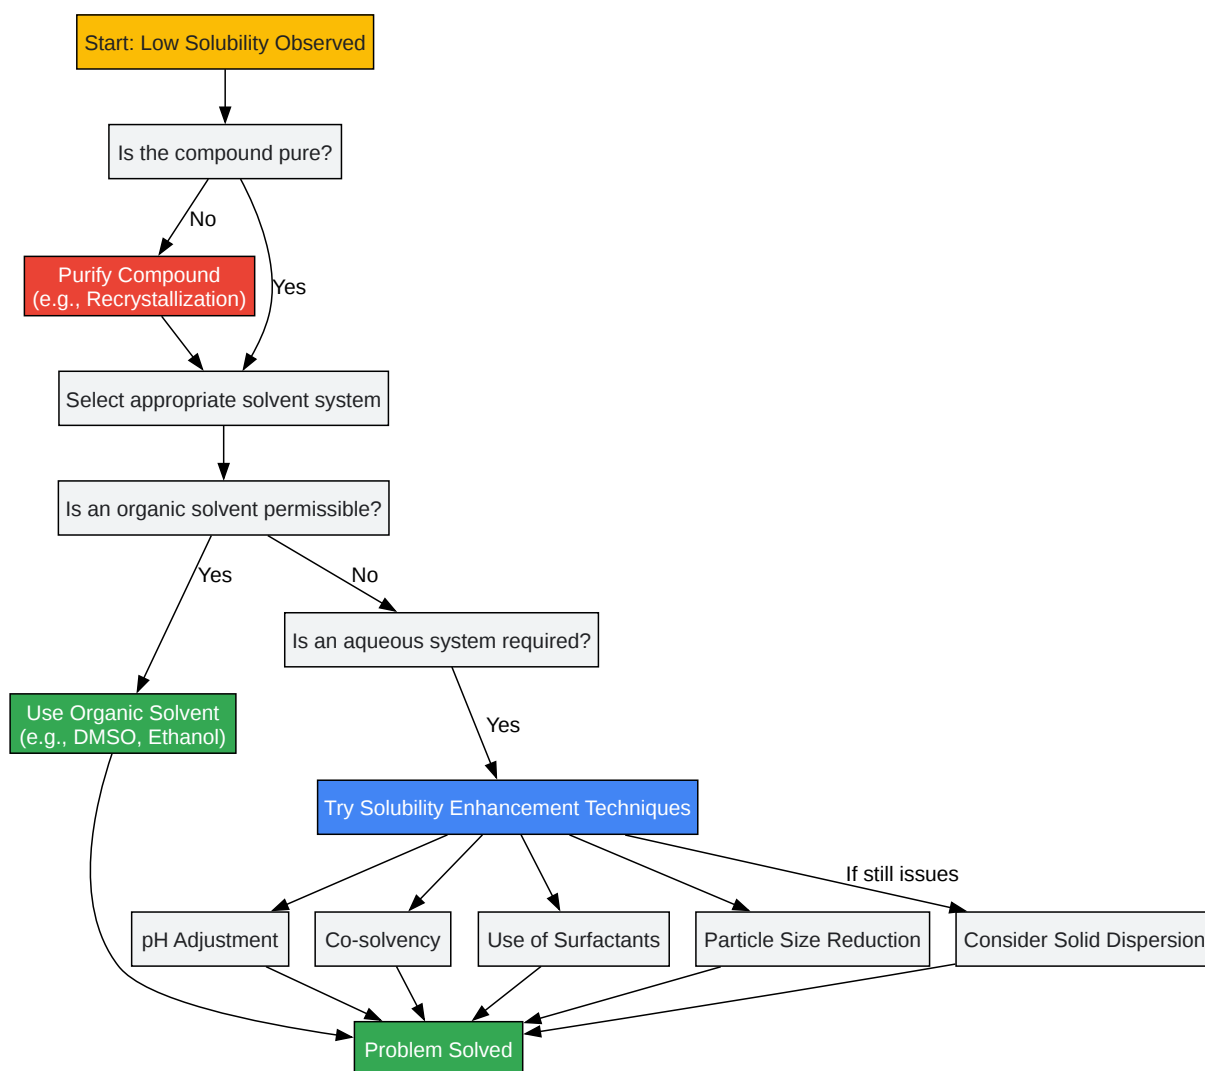 Start: Low Solubility Observed
Is the compound pure?
No
Yes
Purify Compound
(e.g., Recrystallization)
Select appropriate solvent system
Is an organic solvent permissible?
Yes
No
Is an aqueous system required?
Use Organic Solvent
(e.g., DMSO, Ethanol)
Yes
Try Solubility Enhancement Techniques
If still issues
pH Adjustment
Co-solvency
Use of Surfactants
Particle Size Reduction
Consider Solid Dispersion
Problem Solved